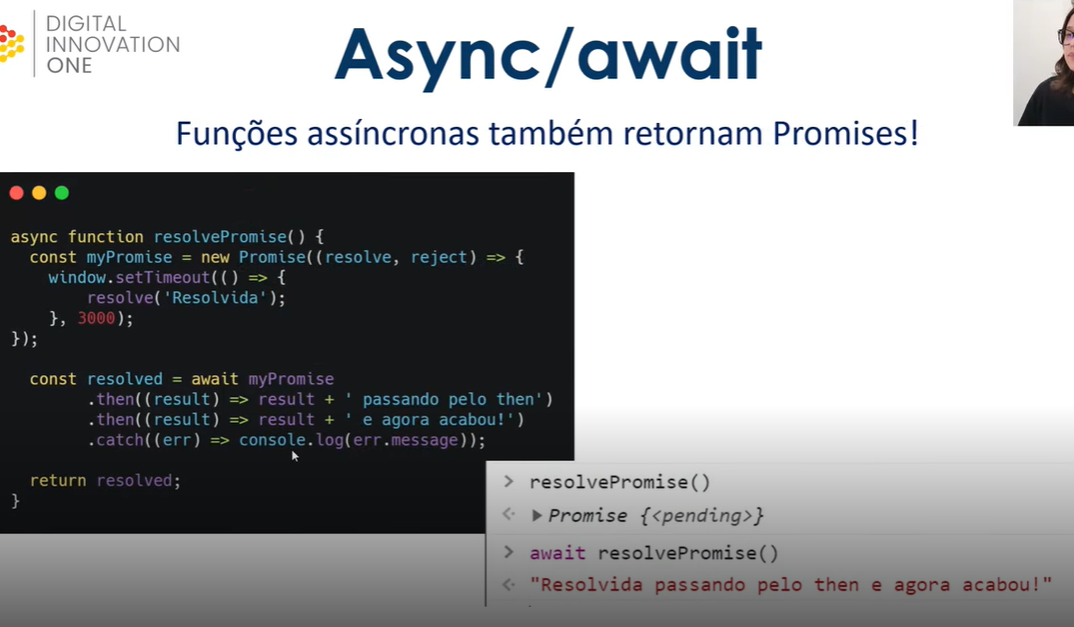 DIGITAL
INNOVATION
ONE
Async/await
Funções assíncronas também retornam Promises!
async function resolvePromise() {
  const myPromise = new Promise((resolve, reject) => {
    window.setTimeout(() => {
        resolve('Resolvida');
    }, 3000);
});
  const resolved = await myPromise
        .then((result) => result + ' passando pelo then')
        .then((result) => result + ' e agora acabou!')
        .catch((err) => console.log(err.message));
  return resolved;
}
> resolvePromise()
<· ▶ Promise {<pending>}
> await resolvePromise()
<· "Resolvida passando pelo then e agora acabou!"